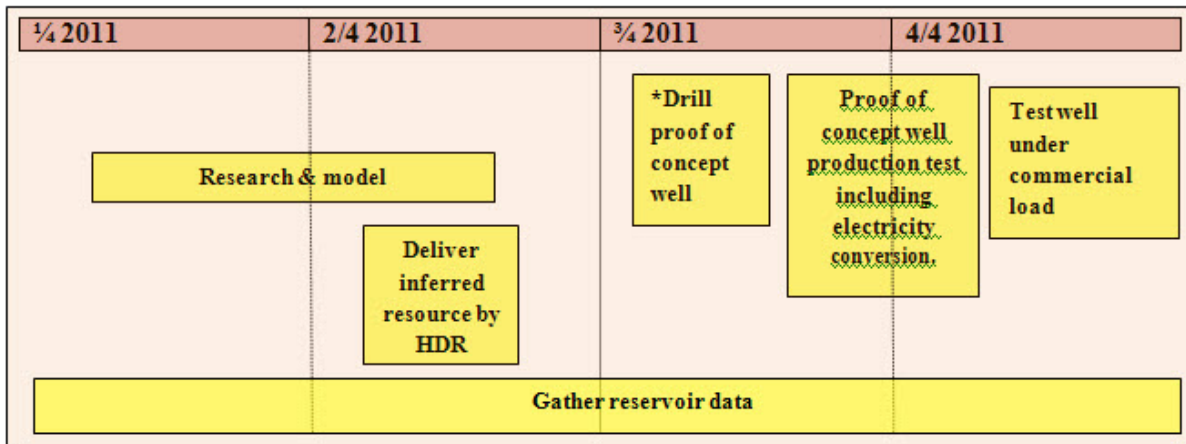 ¼ 2011
2/4 2011
¾ 2011
4/4 2011
*Drill
proof of
concept
well
Proof of
concept well
production test
including
electricity
conversion.
Test well
under
commercial
load
Research & model
Deliver
inferred
resource by
HDR
Gather reservoir data